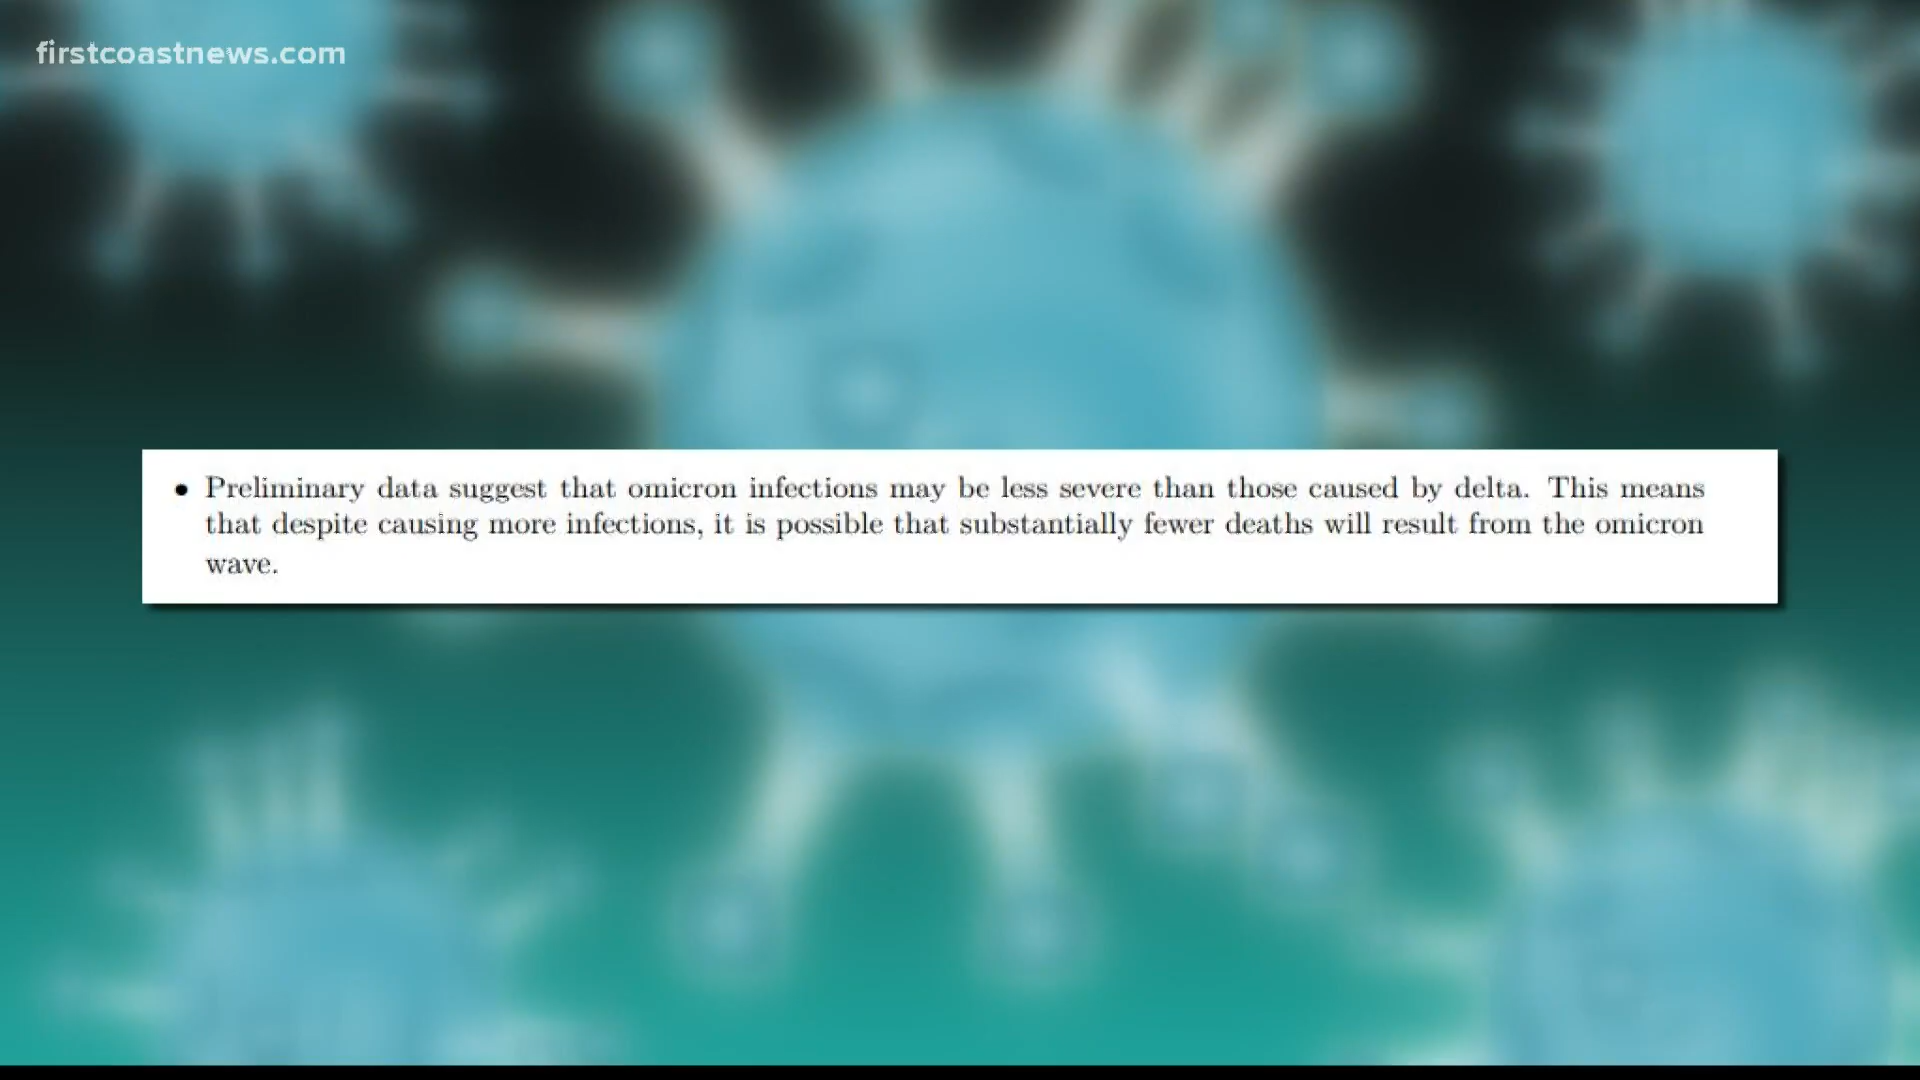 firstcoastnews.com
• Preliminary data suggest that omicron infections may be less severe than those caused by delta. This means
that despite causing more infections, it is possible that substantially fewer deaths will result from the omicron
wave.